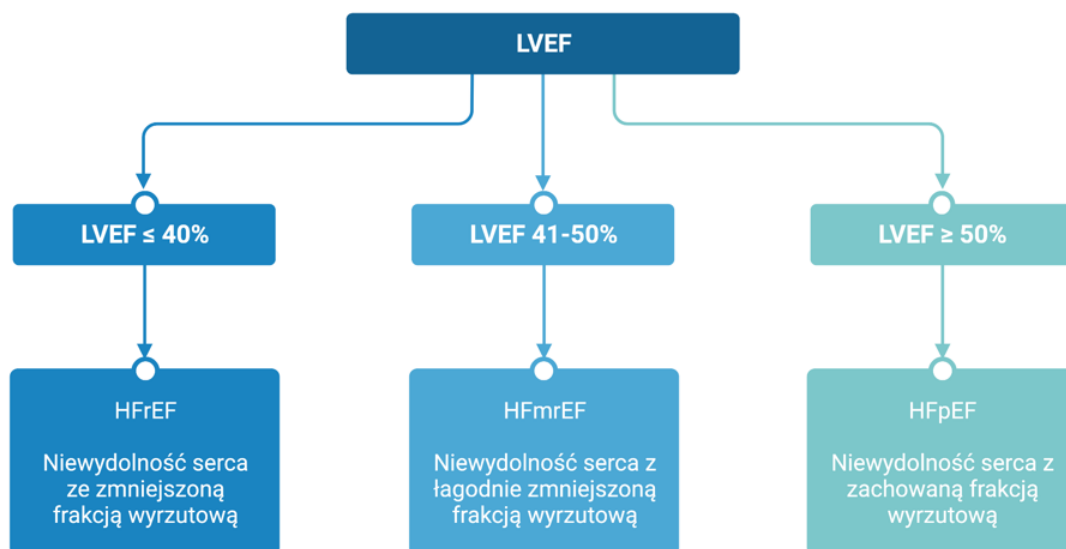 LVEF
LVEF ≤ 40%
LVEF 41-50%
LVEF ≥ 50%
HFrEF
Niewydolność serca
ze zmniejszoną
frakcją wyrzutową
HFmrEF
Niewydolność serca z
łagodnie zmniejszoną
frakcją wyrzutową
HFpEF
Niewydolność serca z
zachowaną frakcją
wyrzutową